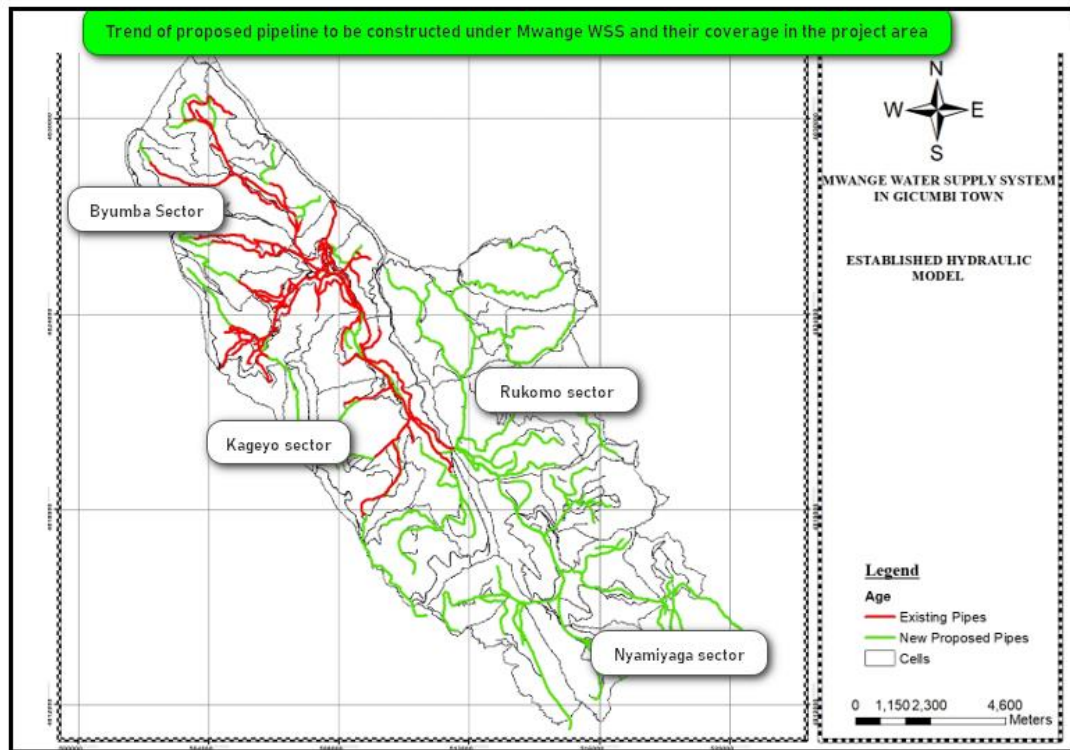 Trend of proposed pipeline to be constructed under Mwange WSS and their coverage in the project area
N
W E
S
MWANGE WATER SUPPLY SYSTEM
IN GICUMBI TOWN
ESTABLISHED HYDRAULIC
MODEL
Byumba Sector
Rukomo sector
Kageyo sector
Nyamiyaga sector
Legend
Age
Existing Pipes
New Proposed Pipes
Cells
0 1,150 2,300 4,600
Meters